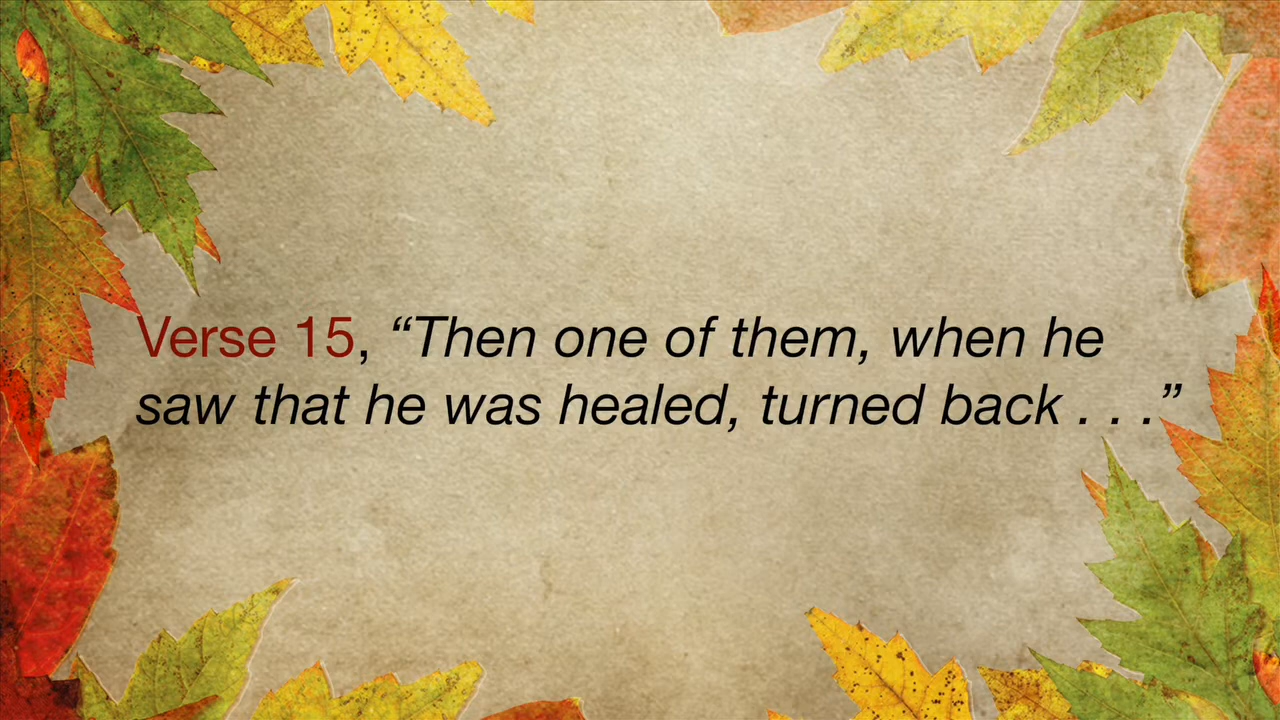 Verse 15, “Then one of them, when he
saw that he was healed, turned back . . .”